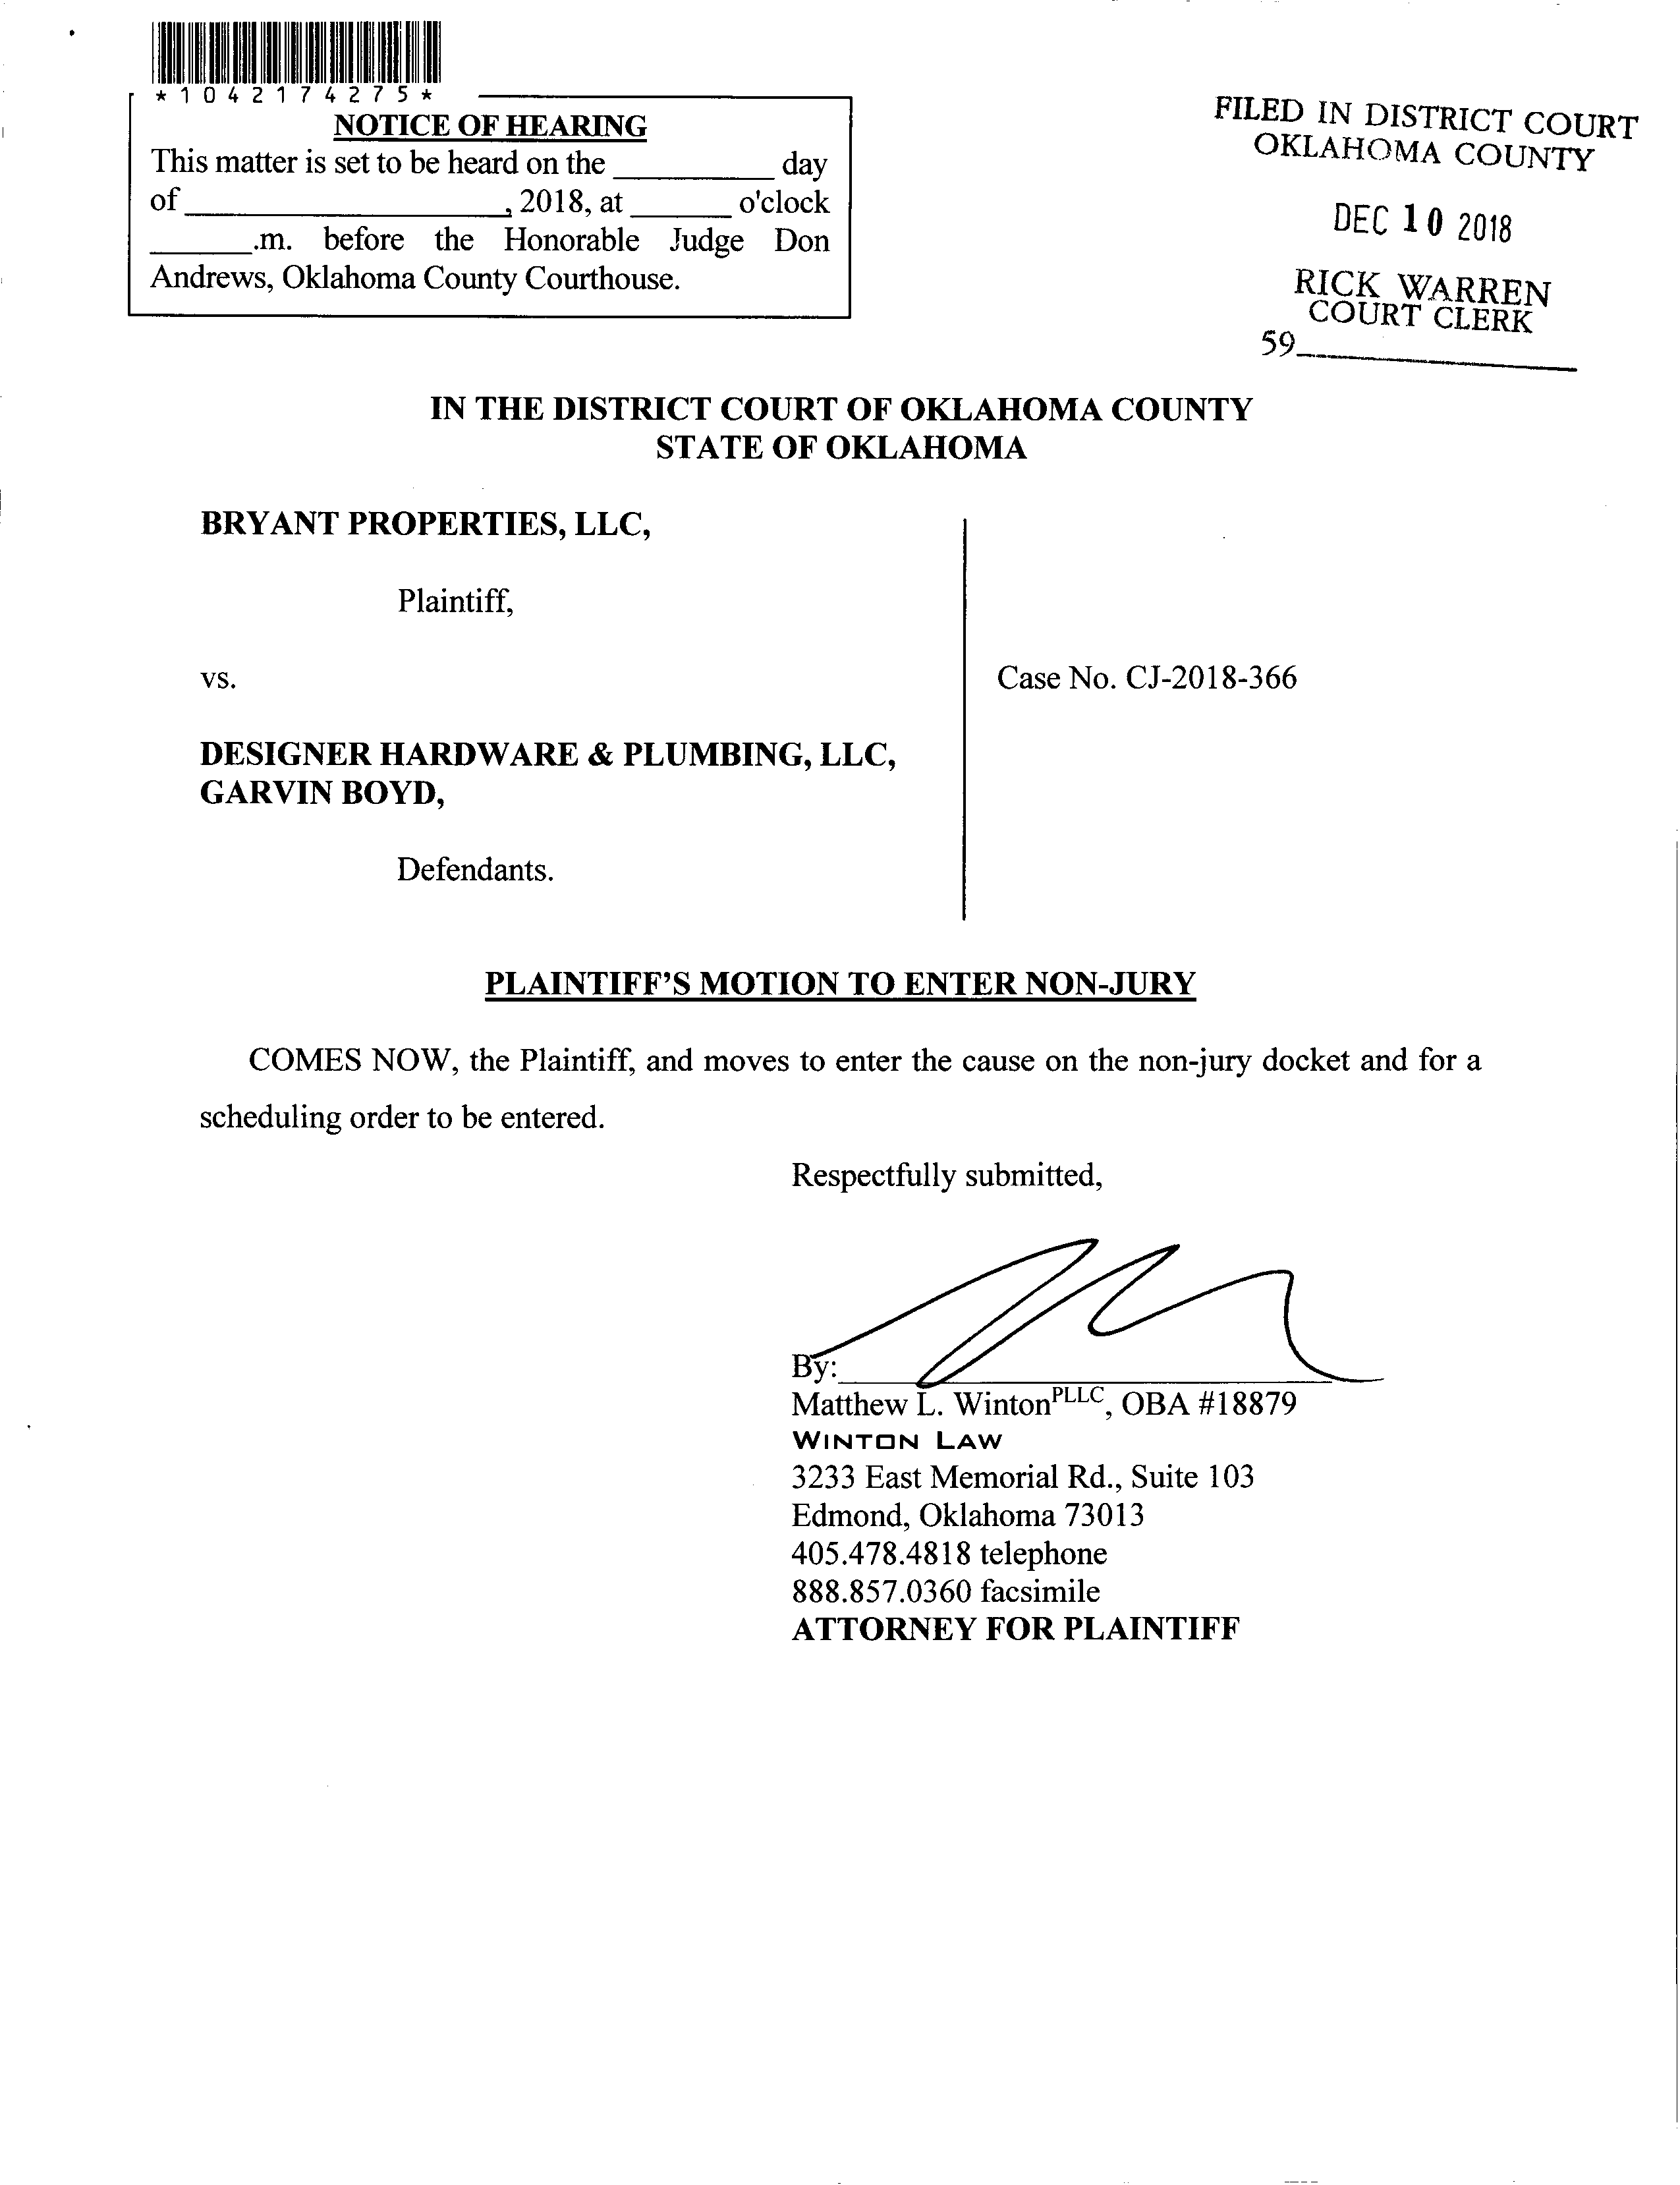 *1042174275*
NOTICE OF HEARING
This matter is set to be heard on the __________ day
of ____________________, 2018, at ______ o'clock
______.m. before the Honorable Judge Don
Andrews, Oklahoma County Courthouse.
FILED IN DISTRICT COURT
OKLAHOMA COUNTY
DEC 10 2018
RICK WARREN
COURT CLERK
59__________________
IN THE DISTRICT COURT OF OKLAHOMA COUNTY
STATE OF OKLAHOMA
BRYANT PROPERTIES, LLC,
Plaintiff,
vs.
Case No. CJ-2018-366
DESIGNER HARDWARE & PLUMBING, LLC,
GARVIN BOYD,
Defendants.
PLAINTIFF'S MOTION TO ENTER NON-JURY
COMES NOW, the Plaintiff, and moves to enter the cause on the non-jury docket and for a
scheduling order to be entered.
Respectfully submitted,
By:
Matthew L. Winton PLLC, OBA #18879
WINTON LAW
3233 East Memorial Rd., Suite 103
Edmond, Oklahoma 73013
405.478.4818 telephone
888.857.0360 facsimile
ATTORNEY FOR PLAINTIFF